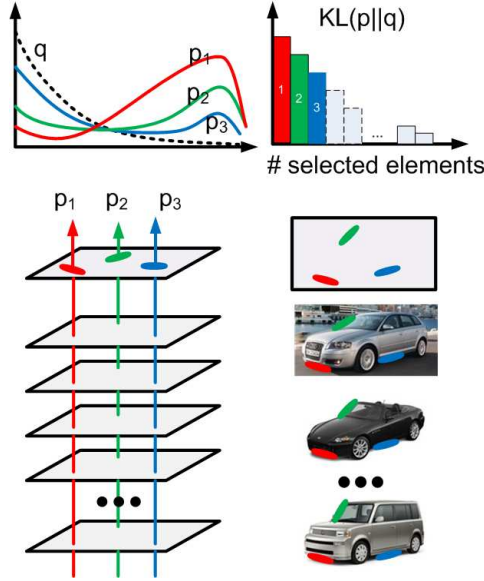 q
p1
p2
p3
KL(p||q)
1
2
3
...
# selected elements
p1
p2
p3